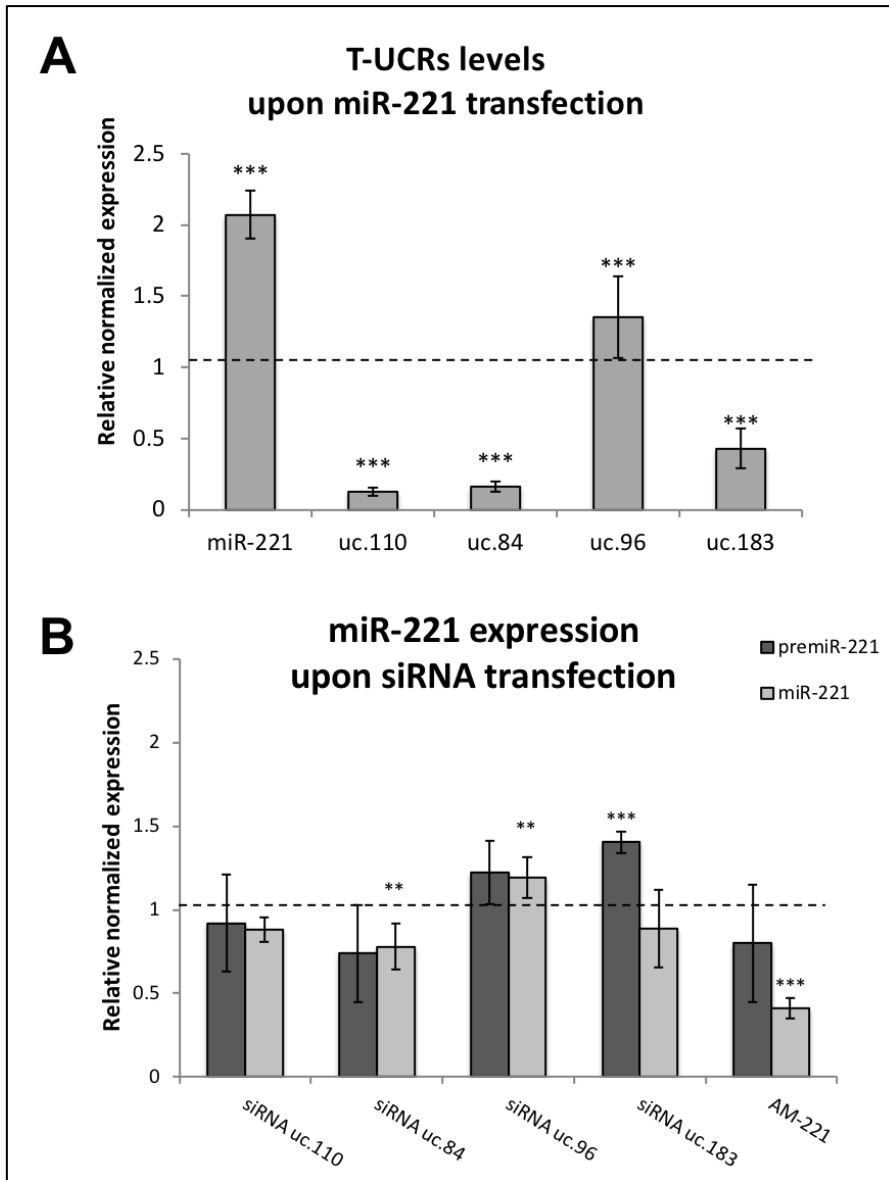 A
T-UCRs levels
upon miR-221 transfection
Relative normalized expression
2.5
2
1.5
1
0.5
0
***
***
***
***
***
miR-221
uc.110
uc.84
uc.96
uc.183
B
miR-221 expression
upon siRNA transfection
premiR-221
miR-221
Relative normalized expression
2.5
2
1.5
1
0.5
0
**
**
***
***
siRNA uc.110
siRNA uc.84
siRNA uc.96
siRNA uc.183
AM-221